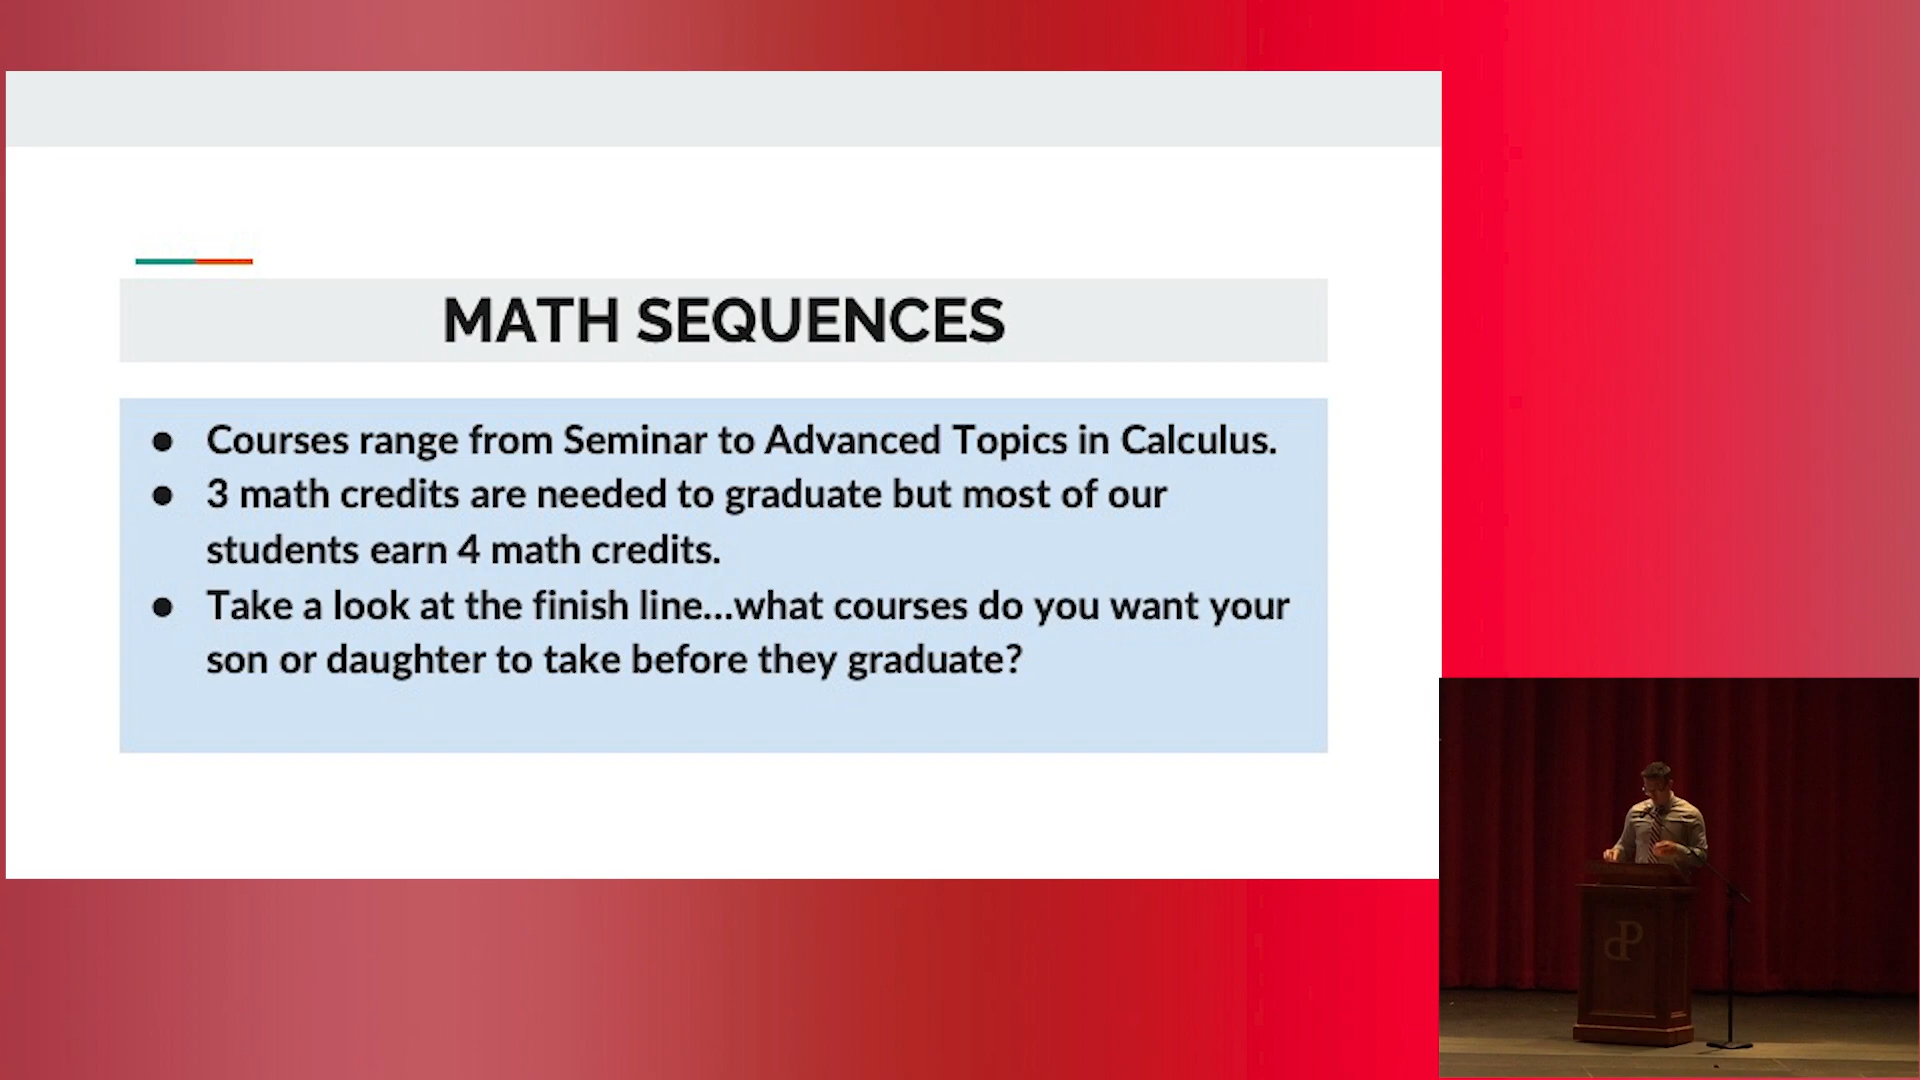 MATH SEQUENCES
● Courses range from Seminar to Advanced Topics in Calculus.
● 3 math credits are needed to graduate but most of our
students earn 4 math credits.
● Take a look at the finish line...what courses do you want your
son or daughter to take before they graduate?